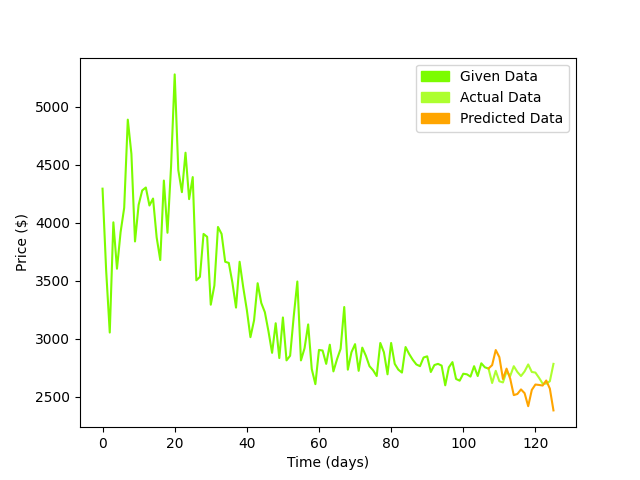 Given Data
Actual Data
Predicted Data
5000
4500
4000
3500
3000
2500
Price ($)
0 20 40 60 80 100 120
Time (days)